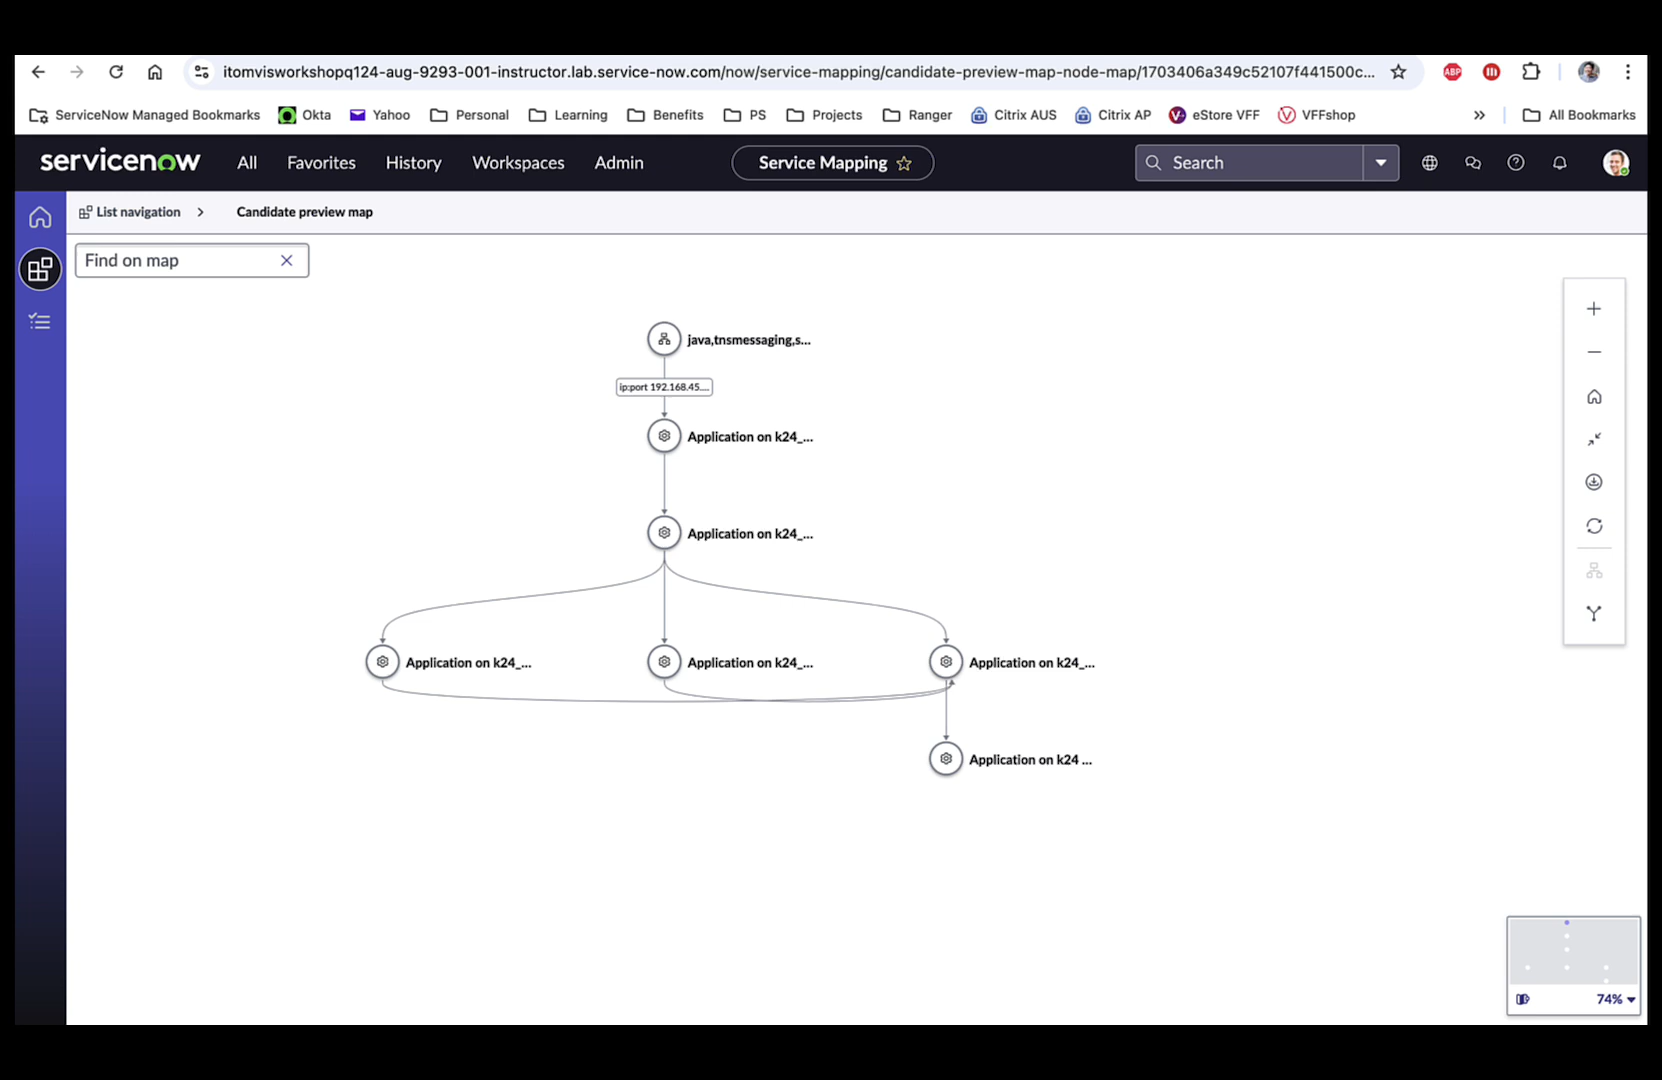 itomvisworkshopq124-aug-9293-001-instructor.lab.service-now.com/now/service-mapping/candidate-preview-map-node-map/1703406a349c52107f441500c...
ABP
ServiceNow Managed Bookmarks Okta Yahoo Personal Learning Benefits PS Projects Ranger Citrix AUS Citrix AP eStore VFF VFFshop » All Bookmarks
servicenow All Favorites History Workspaces Admin Service Mapping Search
List navigation > Candidate preview map
Find on map
java,tnsmessaging,s...
ip:port 192.168.45....
Application on k24_...
Application on k24_...
Application on k24_... Application on k24_... Application on k24_...
Application on k24 ...
74%